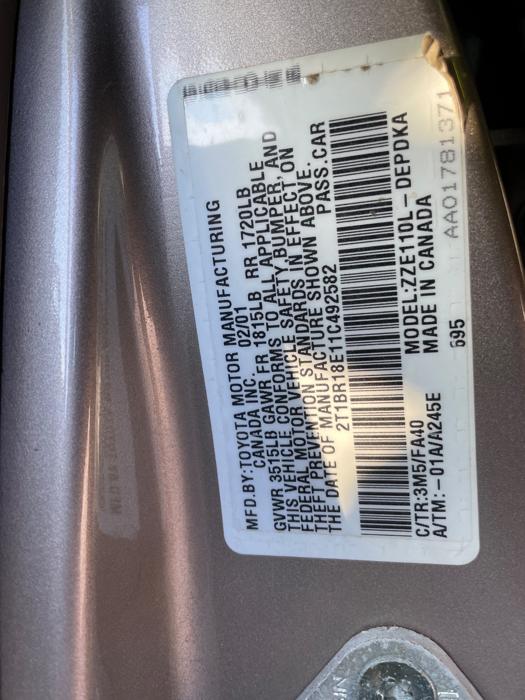 MFD.BY:TOYOTA MOTOR MANUFACTURING
CANADA INC. 02/01
GVWR 3515LB GAWR FR 1815LB RR 1720LB
THIS VEHICLE CONFORMS TO ALL APPLICABLE
FEDERAL MOTOR VEHICLE SAFETY, BUMPER, AND
THEFT PREVENTION STANDARDS IN EFFECT ON
THE DATE OF MANUFACTURE SHOWN ABOVE.
2T1BR18E11C492582 PASS.CAR
C/TR:3M5/FA40 MODEL:ZZE110L-DEPDKA
A/TM:-01A/A245E MADE IN CANADA
595
AA01781371